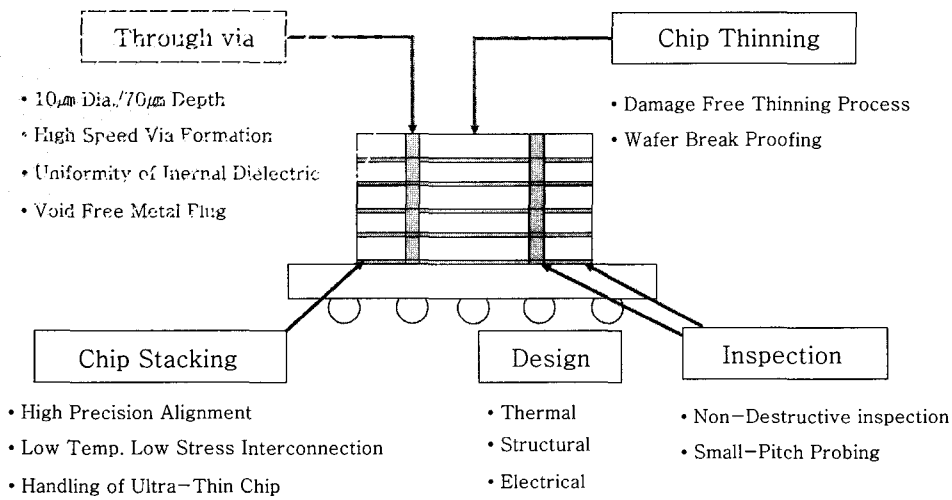 Through via
• 10㎛ Dia./70㎛ Depth
• High Speed Via Formation
• Uniformity of Inernal Dielectric
• Void Free Metal Flug
Chip Thinning
• Damage Free Thinning Process
• Wafer Break Proofing
Chip Stacking
• High Precision Alignment
• Low Temp. Low Stress Interconnection
• Handling of Ultra-Thin Chip
Design
• Thermal
• Structural
• Electrical
Inspection
• Non-Destructive inspection
• Small-Pitch Probing